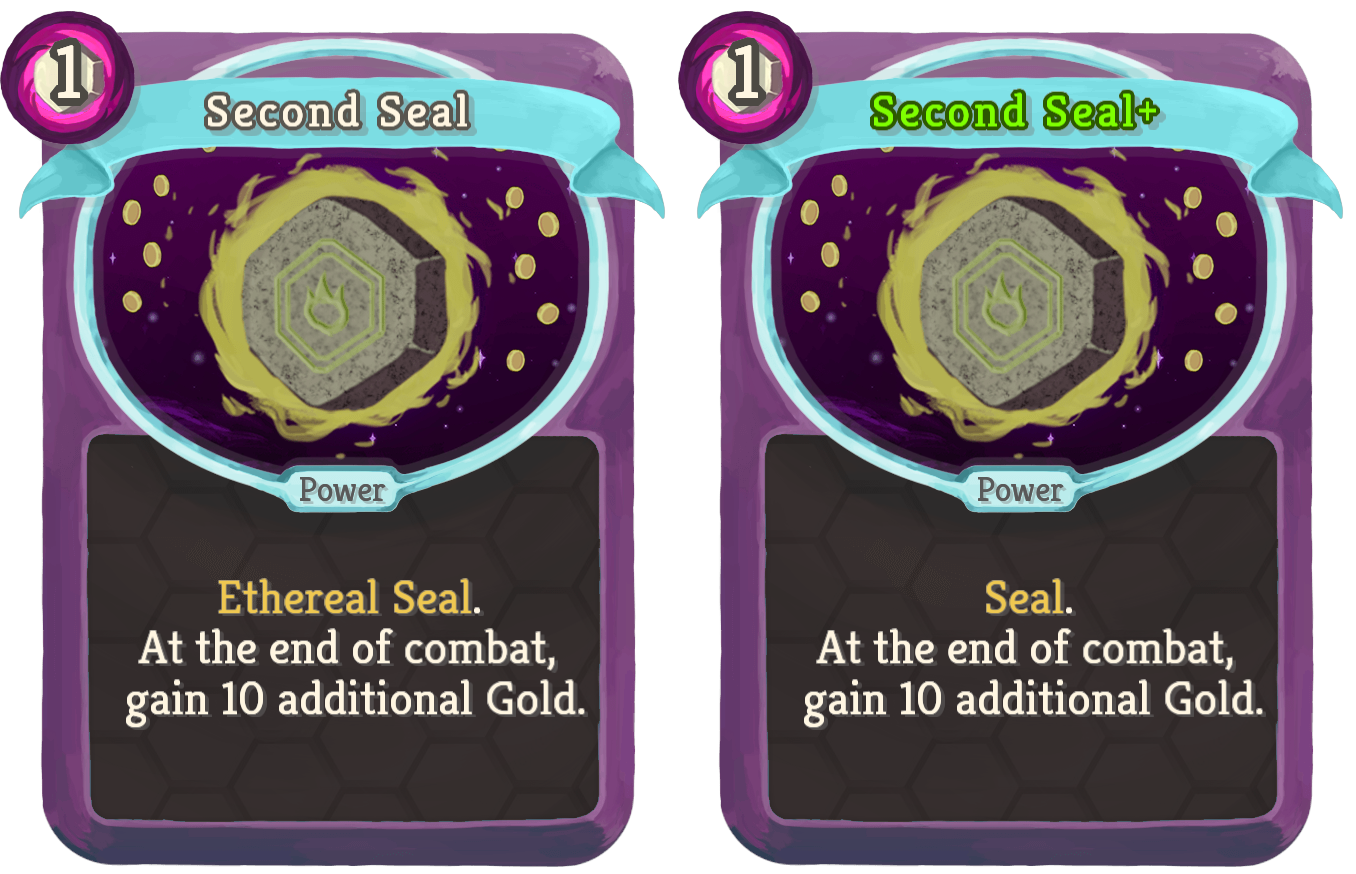 1
Second Seal
Power
Ethereal Seal.
At the end of combat,
gain 10 additional Gold.
1
Second Seal+
Power
Seal.
At the end of combat,
gain 10 additional Gold.